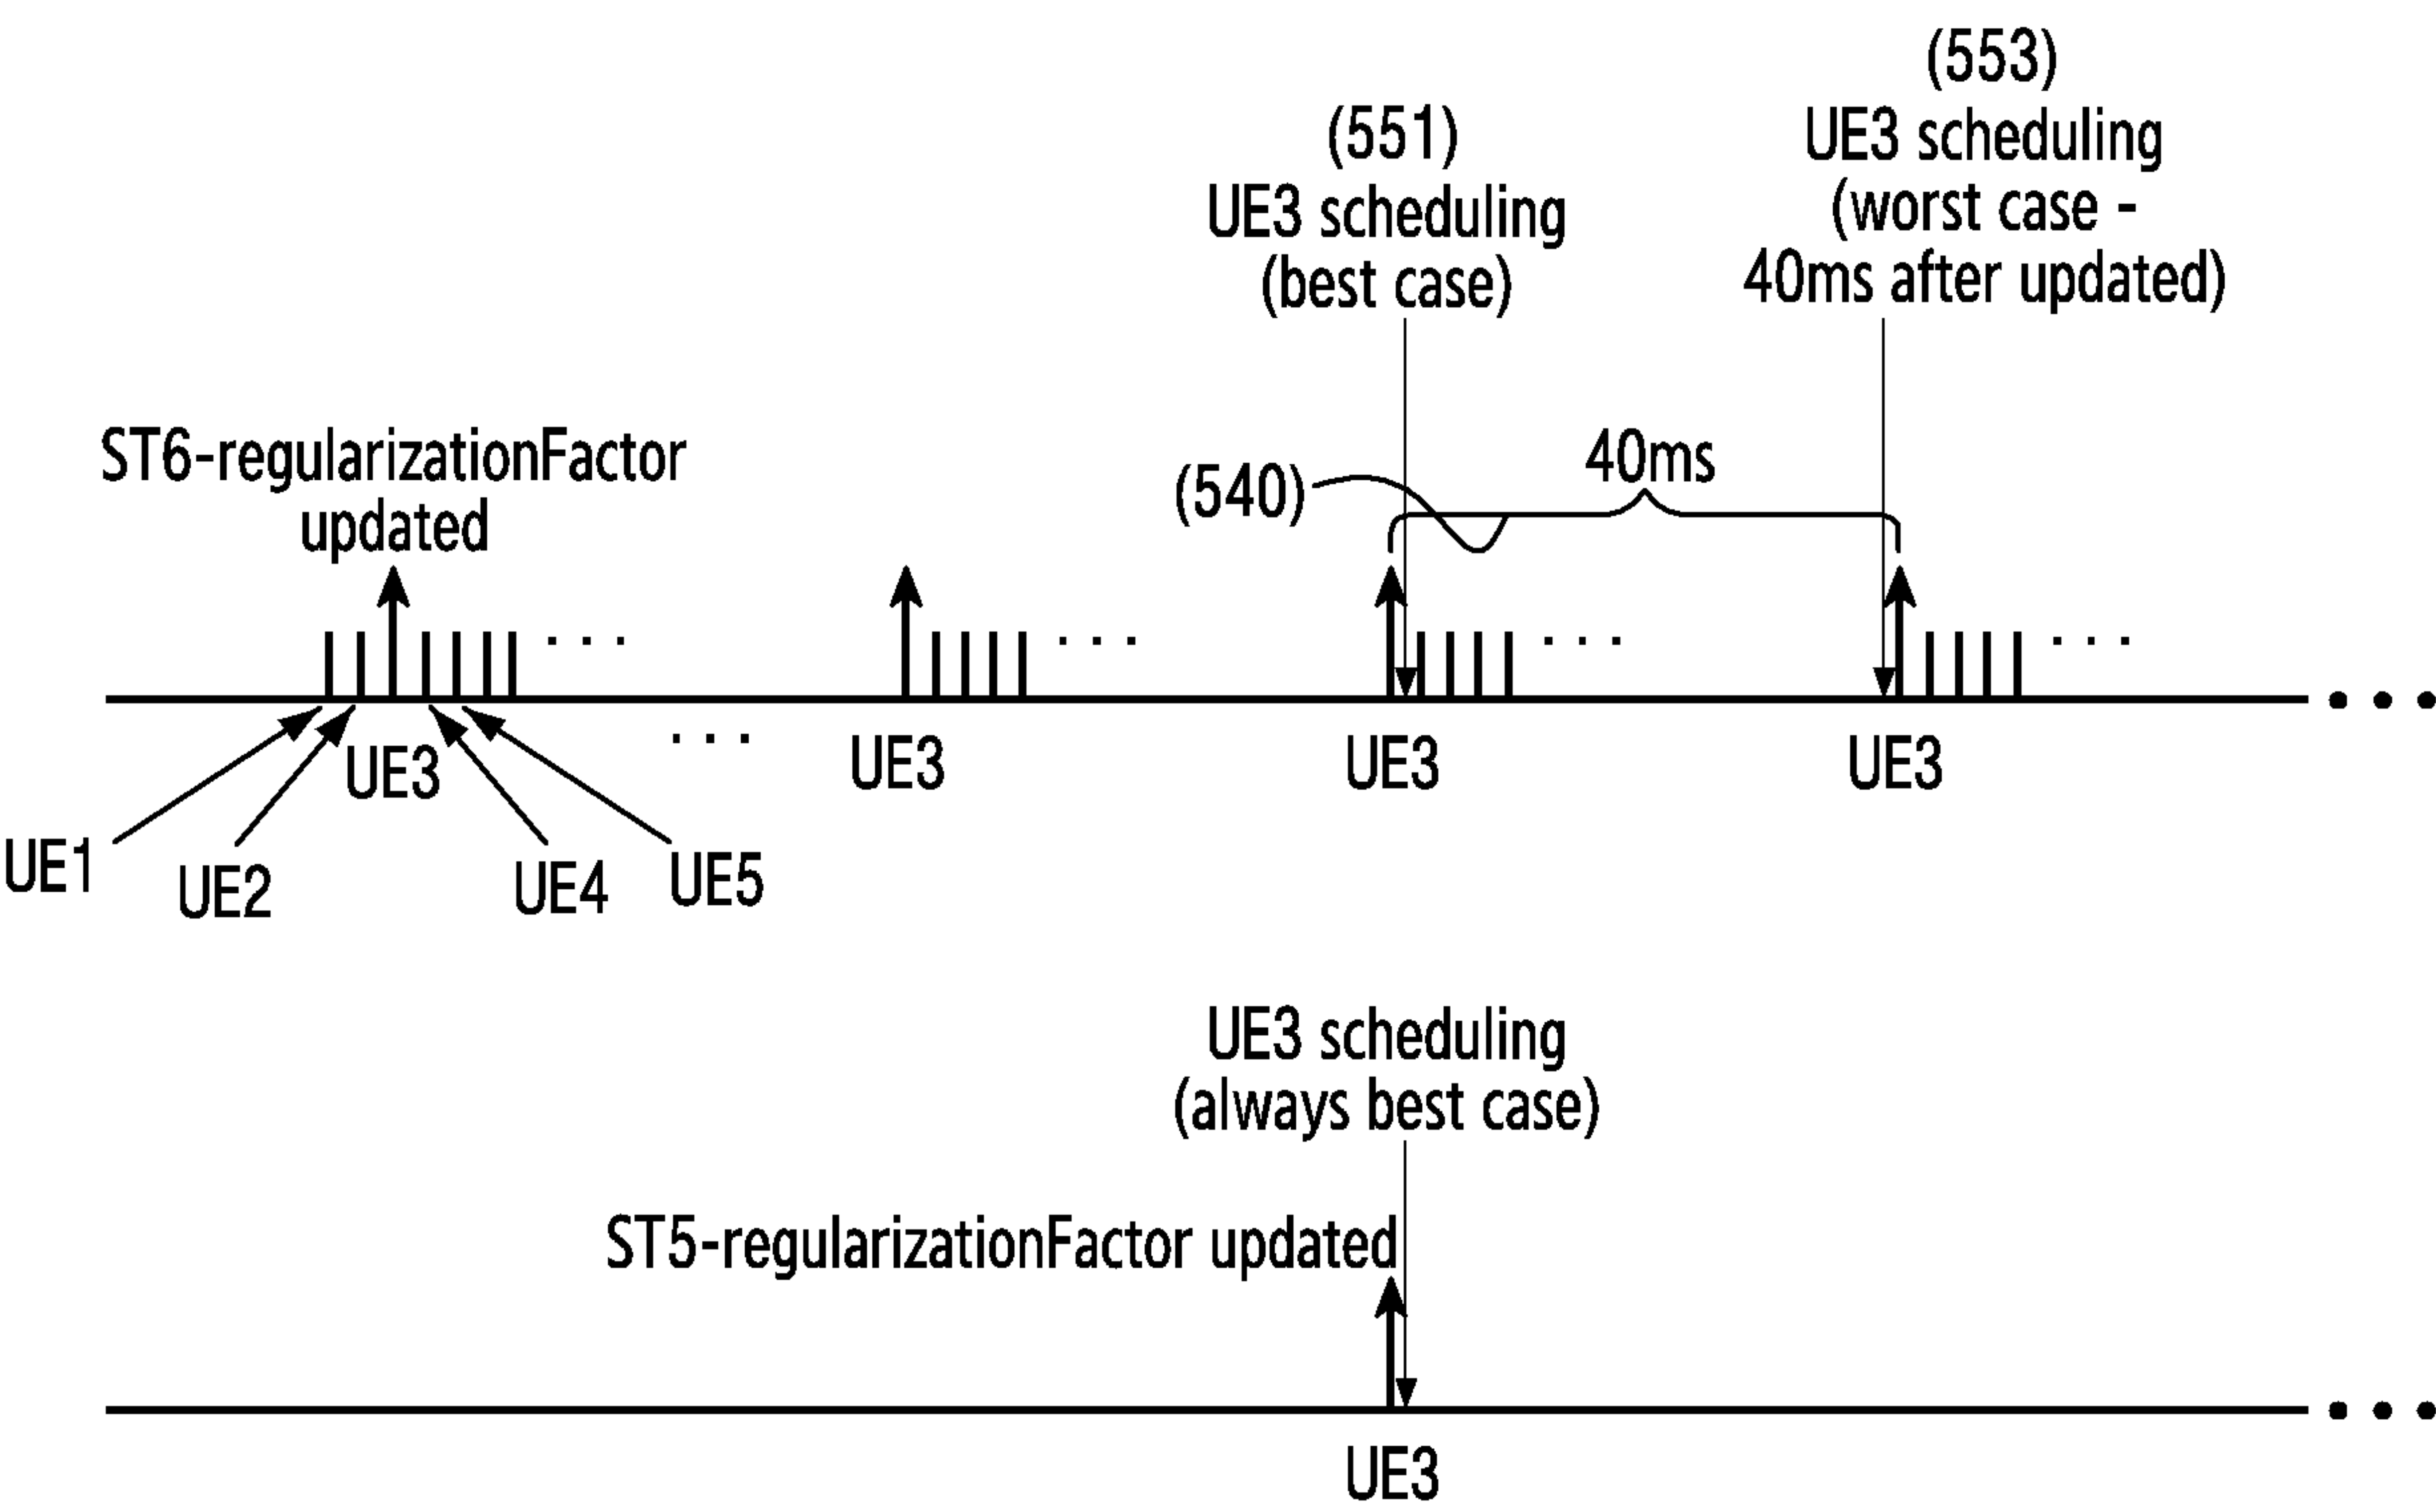 (553)
UE3 scheduling
(worst case -
40ms after updated)
(551)
UE3 scheduling
(best case)
ST6-regularizationFactor
updated
(540)
40ms
. . .
. . .
. . .
. . .
. . .
UE3
UE3
UE3
UE3
. . .
UE1
UE2
UE4
UE5
UE3 scheduling
(always best case)
ST5-regularizationFactor updated
. . .
UE3